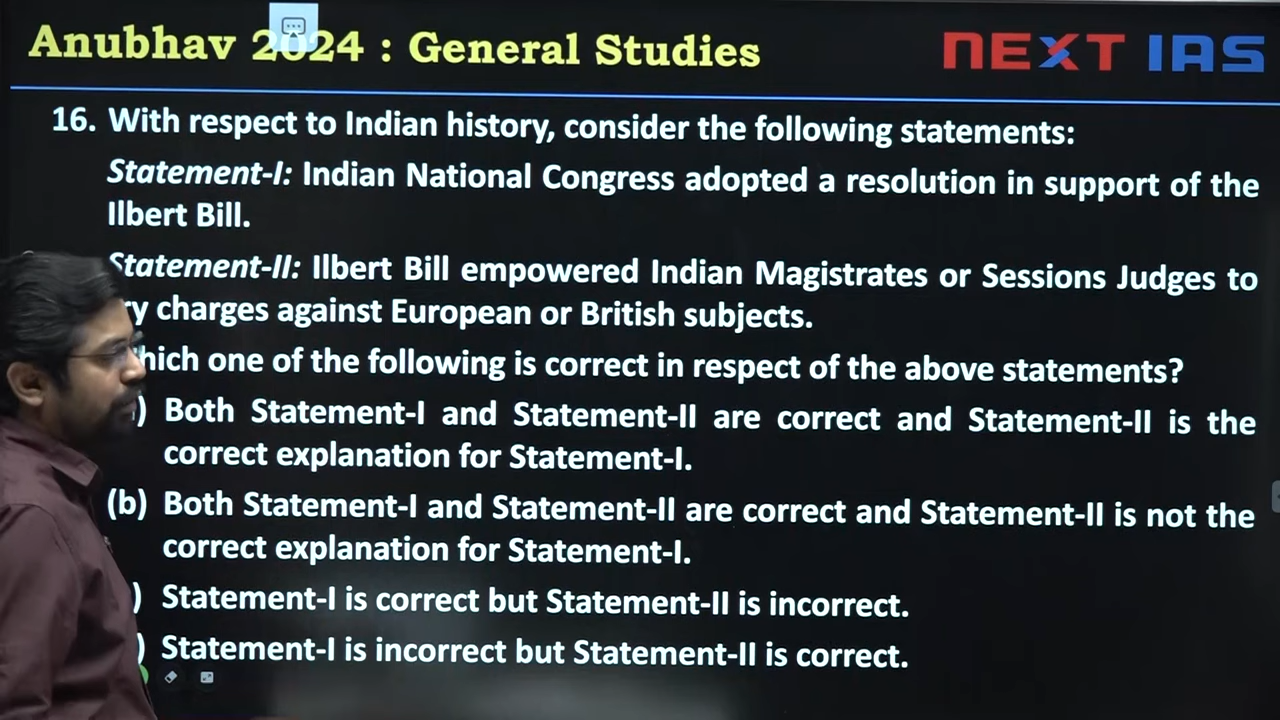 Anubhav 2024 : General Studies
NEXT IAS
16. With respect to Indian history, consider the following statements:
Statement-I: Indian National Congress adopted a resolution in support of the
Ilbert Bill.
Statement-II: Ilbert Bill empowered Indian Magistrates or Sessions Judges to
charges against European or British subjects.
one of the following is correct in respect of the above statements?
Both Statement-I and Statement-II are correct and Statement-II is the
correct explanation for Statement-I.
(b) Both Statement-I and Statement-II are correct and Statement-II is not the
correct explanation for Statement-I.
) Statement-I is correct but Statement-II is incorrect.
) Statement-I is incorrect but Statement-II is correct.